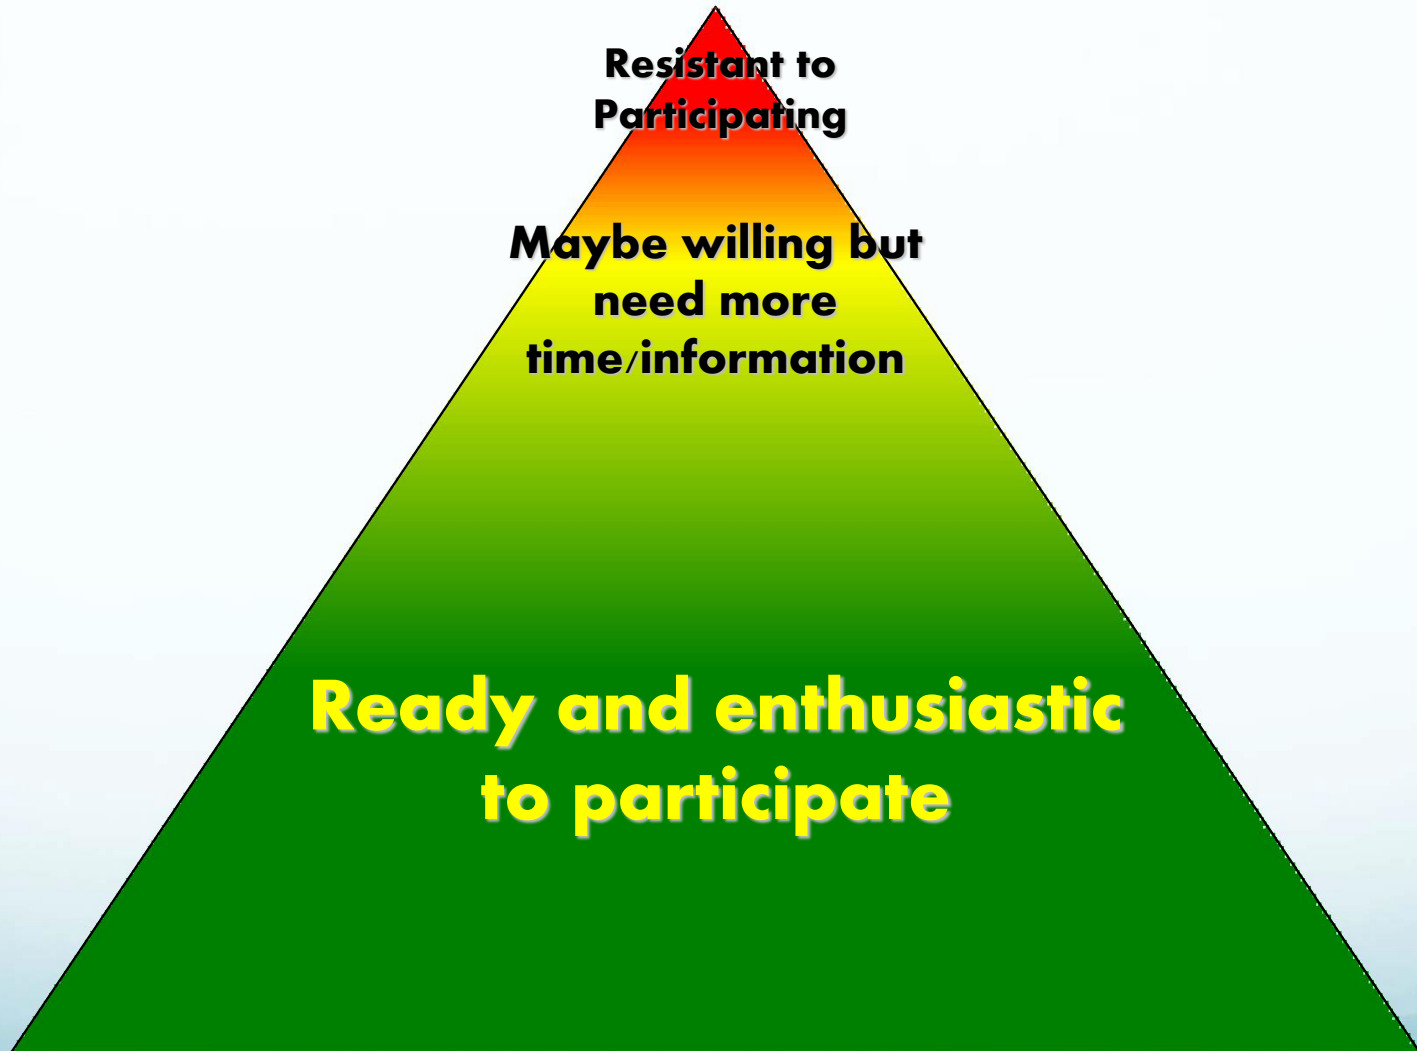 Resistant to
Participating
Maybe willing but
need more
time/information
Ready and enthusiastic
to participate